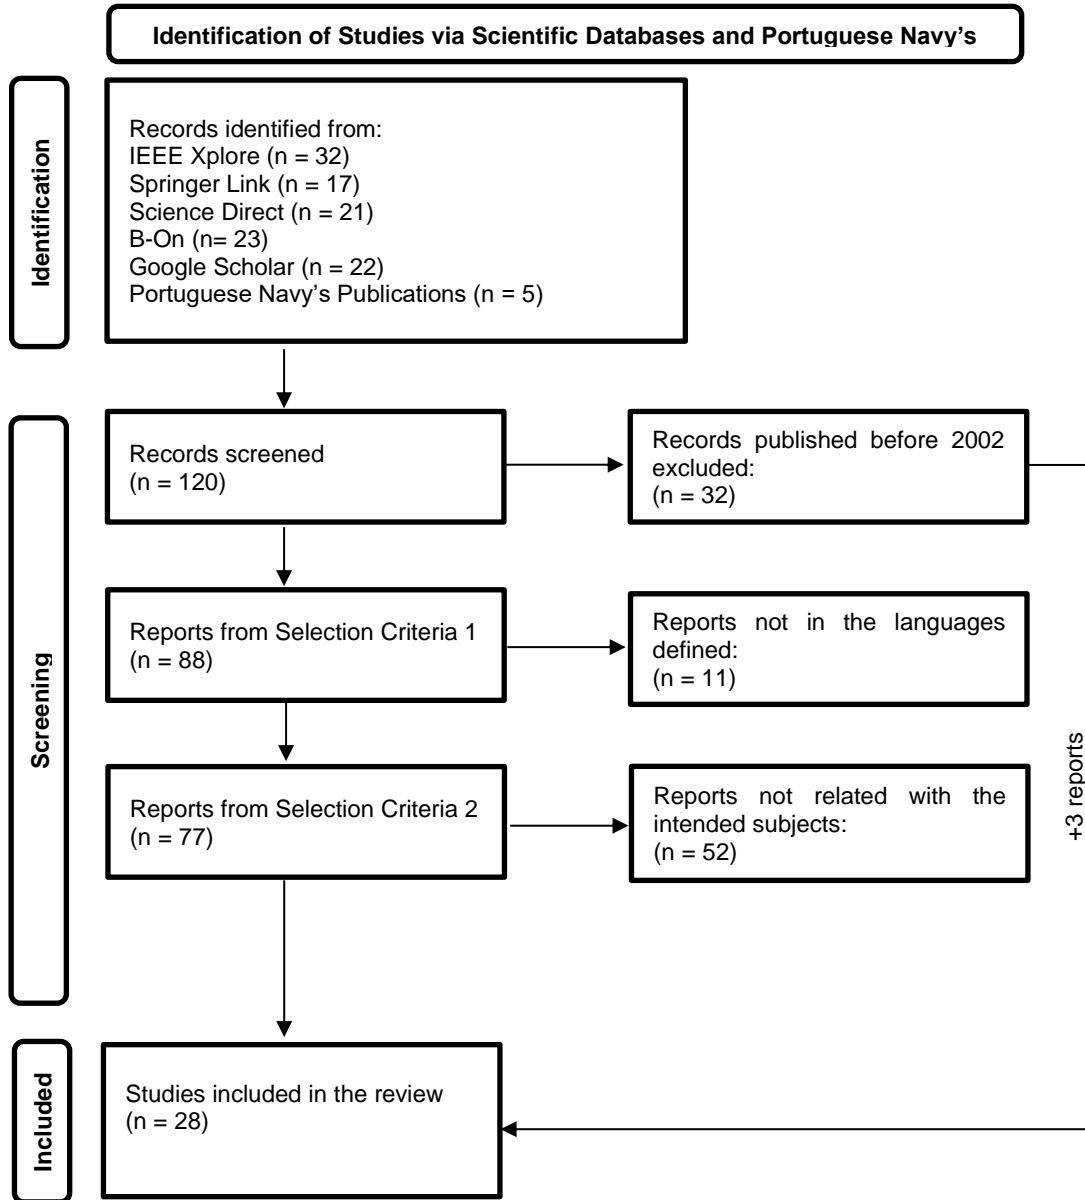 Identification of Studies via Scientific Databases and Portuguese Navy's
Identification
Records identified from:
IEEE Xplore (n = 32)
Springer Link (n = 17)
Science Direct (n = 21)
B-On (n= 23)
Google Scholar (n = 22)
Portuguese Navy's Publications (n = 5)
Screening
Records screened
(n = 120)
Records published before 2002
excluded:
(n = 32)
Reports from Selection Criteria 1
(n = 88)
Reports not in the languages
defined:
(n = 11)
Reports from Selection Criteria 2
(n = 77)
Reports not related with the
intended subjects:
(n = 52)
+3 reports
Included
Studies included in the review
(n = 28)